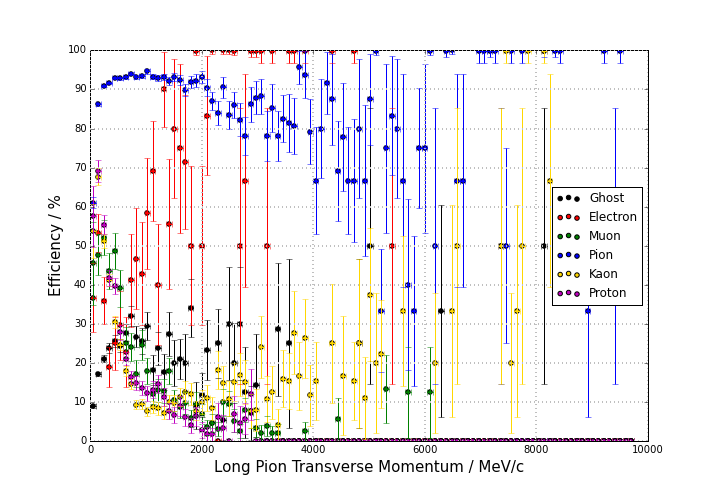 100
90
80
70
60
50
40
30
20
10
0
Efficiency / %
Ghost
Electron
Muon
Pion
Kaon
Proton
0 2000 4000 6000 8000 10000
Long Pion Transverse Momentum / MeV/c